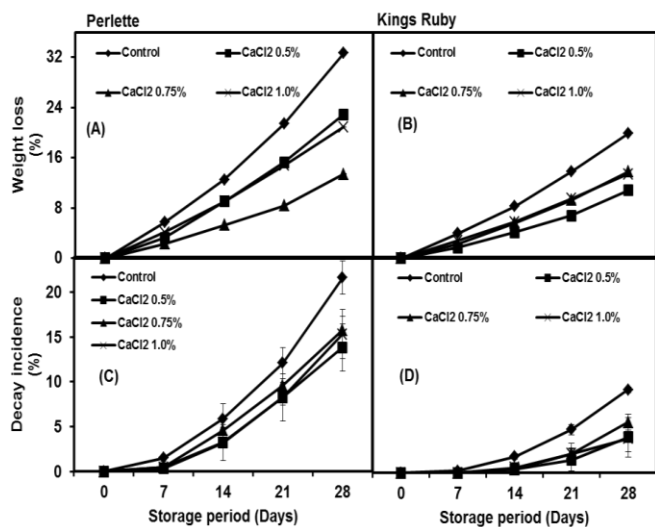 Perlette
Kings Ruby
Weight loss
(%)
32
24
16
8
0
Control
CaCl2 0.5%
CaCl2 0.75%
CaCl2 1.0%
(A)
Control
CaCl2 0.5%
CaCl2 0.75%
CaCl2 1.0%
(B)
Decay incidence
(%)
20
15
10
5
0
Control
CaCl2 0.5%
CaCl2 0.75%
CaCl2 1.0%
(C)
Control
CaCl2 0.5%
CaCl2 0.75%
CaCl2 1.0%
(D)
0 7 14 21 28
0 7 14 21 28
Storage period (Days)
Storage period (Days)